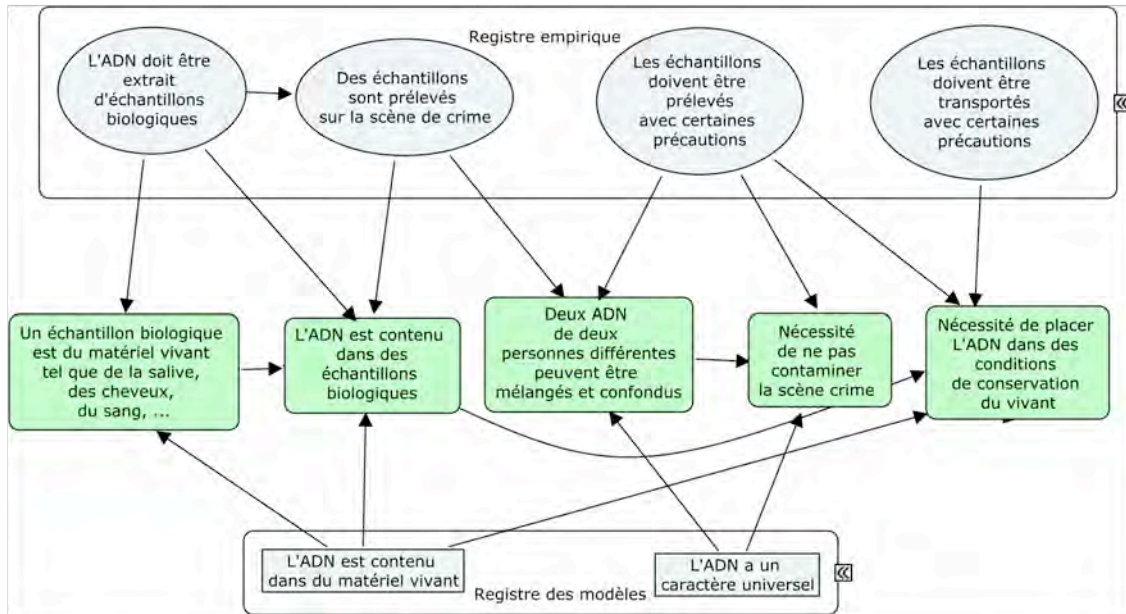 Registre empirique
L'ADN doit être
extrait
d'échantillons
biologiques
Des échantillons
sont prélevés
sur la scène de crime
Les échantillons
doivent être
prélevés
avec certaines
précautions
Les échantillons
doivent être
transportés
avec certaines
précautions
Un échantillon biologique
est du matériel vivant
tel que de la salive,
des cheveux,
du sang, ...
L'ADN est contenu
dans des
échantillons
biologiques
Deux ADN
de deux
personnes différentes
peuvent être
mélangés et confondus
Nécessité
de ne pas
contaminer
la scène crime
Nécessité de placer
L'ADN dans des
conditions
de conservation
du vivant
L'ADN est contenu
dans du matériel vivant
L'ADN a un
caractère universel
Registre des modèles